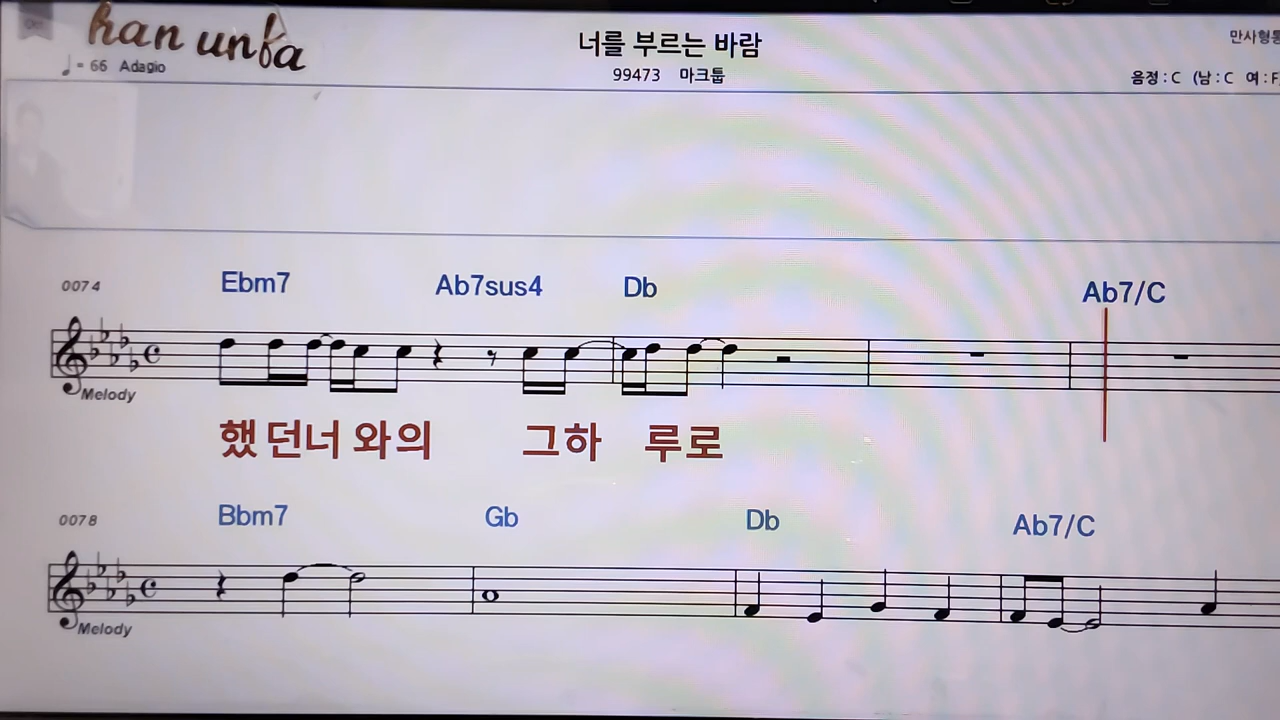 han unfa
너를 부르는 바람
만사형통
♩= 66 Adagio
99473 마크툽
음정 : C (남 : C 여 : F
0074
Ebm7 Ab7sus4 Db Ab7/C
Melody
했던너와의 그하 루로
0078
Bbm7 Gb Db Ab7/C
Melody